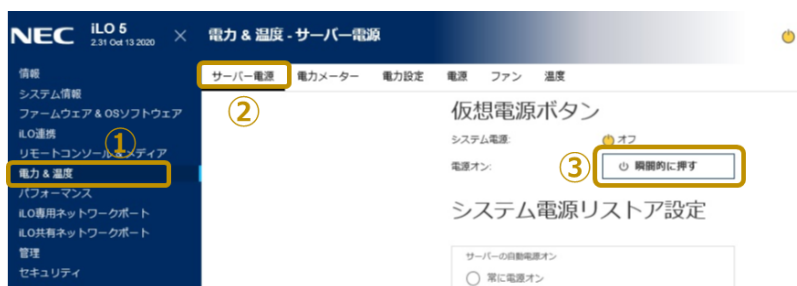 NEC iLO 5
2.31 Oct 13 2020
×
電力 & 温度 - サーバー電源
情報
システム情報
ファームウェア & OSソフトウェア
iLO連携
リモートコンソール & メディア
電力 & 温度
パフォーマンス
iLO専用ネットワークポート
iLO共有ネットワークポート
管理
セキュリティ
①
サーバー電源 電力メーター 電力設定 電源 ファン 温度
②
仮想電源ボタン
システム電源: オフ
電源オン: ③ 瞬間的に押す
システム電源リストア設定
サーバーの自動電源オン
常に電源オン